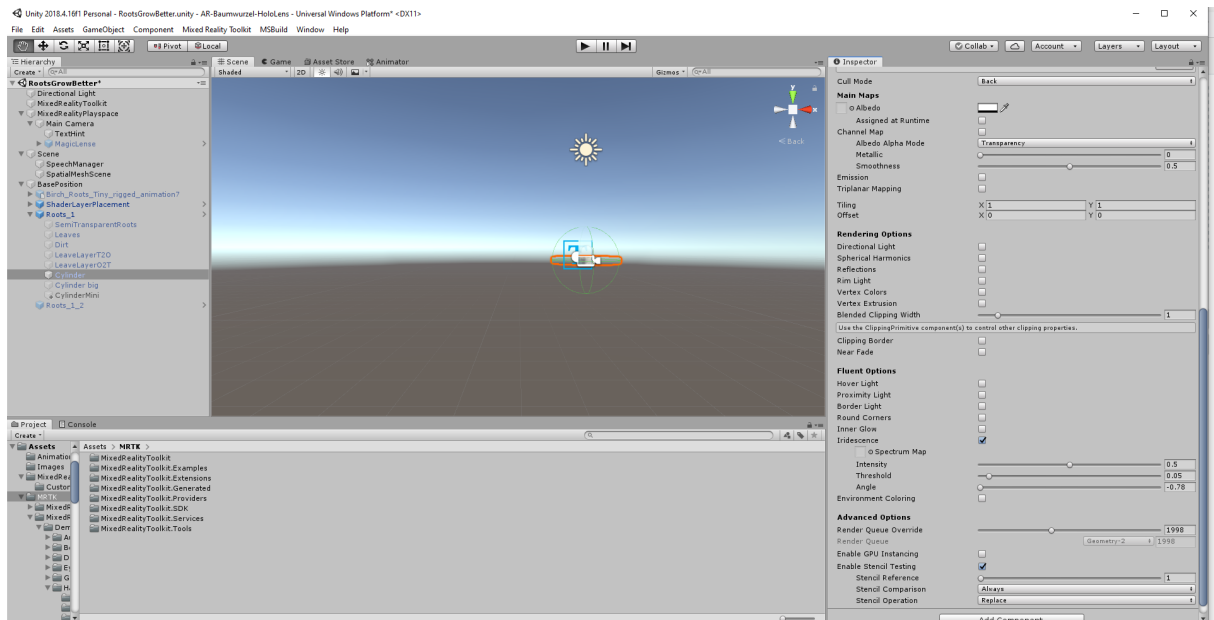 Unity 2018.4.16f1 Personal - RootsGrowBetter.unity - AR-Baumwurzel-HoloLens - Universal Windows Platform* <DX11>
File Edit Assets GameObject Component Mixed Reality Toolkit MSBuild Window Help
Pivot Local Collab Account Layers Layout
Hierarchy
Create All
RootsGrowBetter*
Directional Light
MixedRealityToolkit
MixedRealityPlayspace
Main Camera
TextHint
MagicLense
Scene
SpeechManager
SpatialMeshScene
BasePosition
Birch_Roots_Tiny_rigged_animation7
ShaderLayerPlacement
Roots_1
SemiTransparentRoots
Leaves
Dirt
LeaveLayerT2O
LeaveLayerO2T
Cylinder
Cylinder big
CylinderMini
Roots_1_2
Scene Game Asset Store Animator
Shaded 2D Gizmos All
y
x
Back
Project Console
Create
Assets
Images
MRTK
Assets > MRTK >
MixedRealityToolkit
MixedRealityToolkit.Examples
MixedRealityToolkit.Extensions
MixedRealityToolkit.Generated
MixedRealityToolkit.Providers
MixedRealityToolkit.SDK
MixedRealityToolkit.Services
MixedRealityToolkit.Tools
Inspector
Cull Mode Back
Main Maps
Albedo
Assigned at Runtime
Channel Map
Albedo Alpha Mode Transparency
Metallic 0
Smoothness 0.5
Emission
Triplanar Mapping
Tiling X 1 Y 1
Offset X 0 Y 0
Rendering Options
Directional Light
Spherical Harmonics
Reflections
Rim Light
Vertex Colors
Vertex Extrusion
Blended Clipping Width 1
Use the ClippingPrimitive component(s) to control other clipping properties.
Clipping Border
Near Fade
Fluent Options
Hover Light
Proximity Light
Border Light
Round Corners
Inner Glow
Iridescence
Spectrum Map
Intensity 0.5
Threshold 0.05
Angle -0.78
Environment Coloring
Advanced Options
Render Queue Override 1998
Render Queue Geometry-2 1998
Enable GPU Instancing
Enable Stencil Testing
Stencil Reference 1
Stencil Comparison Always
Stencil Operation Replace
Add Component